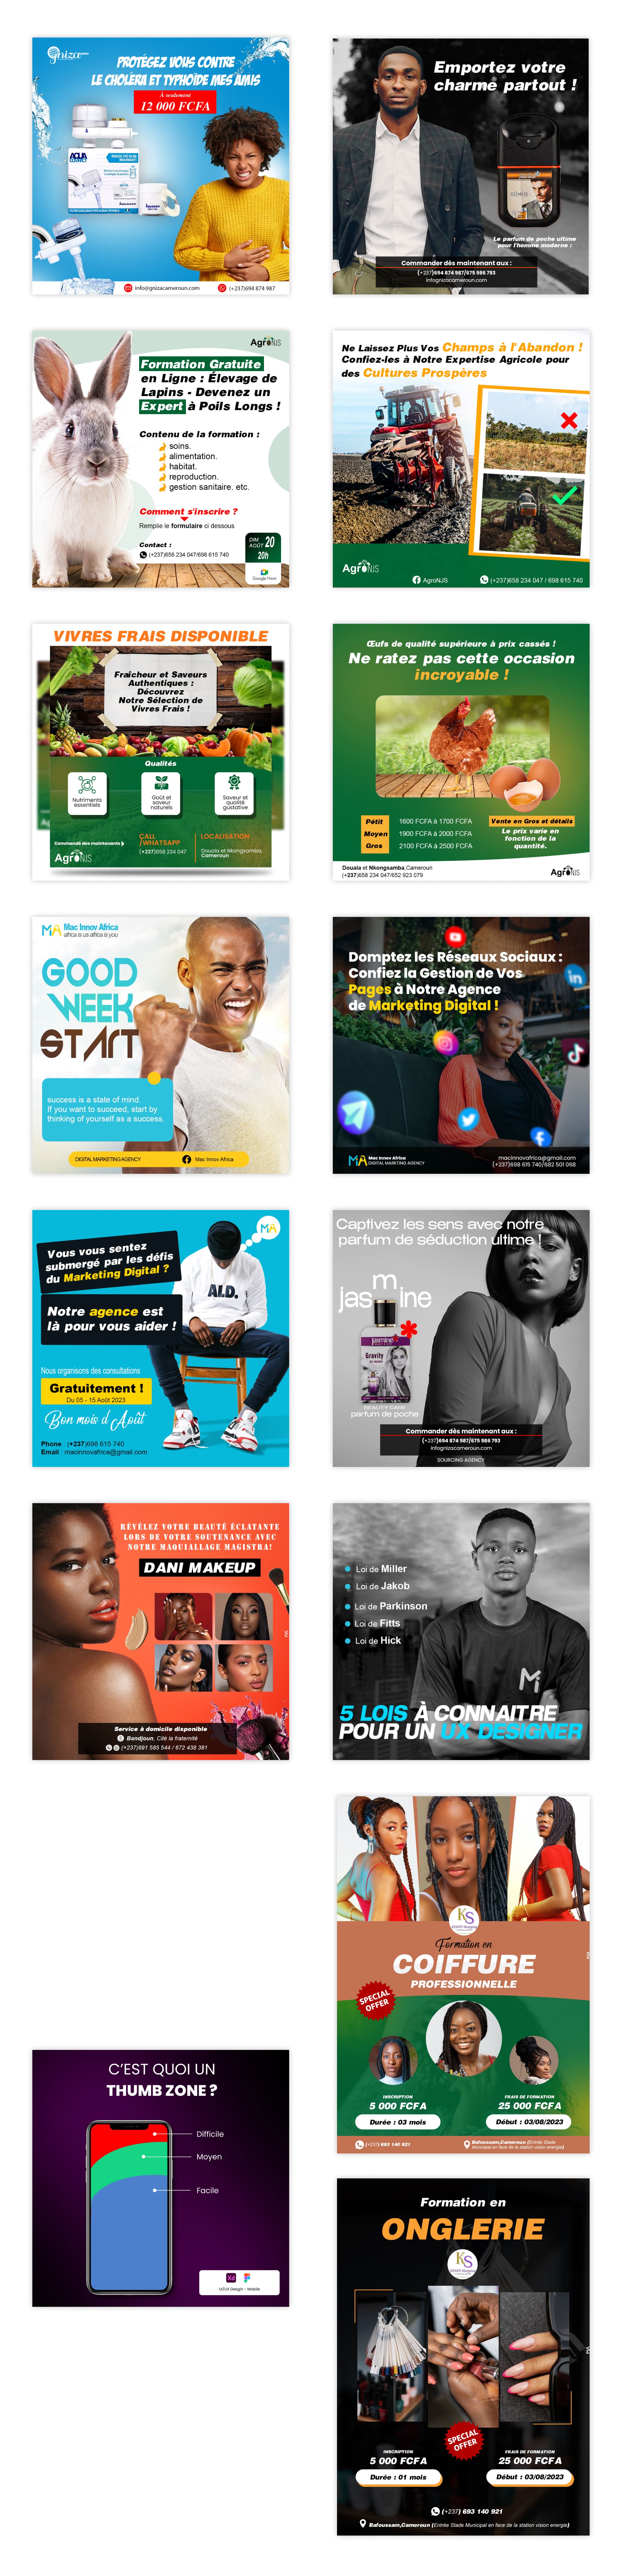 gniza
PROTÉGEZ VOUS CONTRE
LE CHOLÉRA ET TYPHOÏDE MES AMIS
À seulement
12 000 FCFA
info@gnizacameroun.com
(+237)694 874 987
Emportez votre
charme partout !
Le parfum de poche ultime
pour l'homme moderne :
Commander dès maintenant aux :
(+237)694 874 987/675 986 793
infognizacameroun.com
AgroNJS
Formation Gratuite
en Ligne : Élevage de
Lapins - Devenez un
Expert à Poils Longs !
Contenu de la formation :
soins.
alimentation.
habitat.
reproduction.
gestion sanitaire. etc.
Comment s'inscrire ?
Remplie le formulaire ci dessous
Contact :
(+237)658 234 047/698 615 740
DIM
AOÛT 20
20h
Google Meet
Ne Laissez Plus Vos Champs à l'Abandon !
Confiez-les à Notre Expertise Agricole pour
des Cultures Prospères
AgroNJS
AgroNJS
(+237)658 234 047 / 698 615 740
VIVRES FRAIS DISPONIBLE
Fraîcheur et Saveurs
Authentiques :
Découvrez
Notre Sélection de
Vivres Frais !
Qualités
Nutriments
essentiels
Goût et
saveur
naturels
Saveur et
qualité
gustative
Commandé dès maintenants
CALL
/WHATSAPP
(+237)658 234 047
LOCALISATION
Douala et Nkongsamba,
Cameroun
AgroNJS
Œufs de qualité supérieure à prix cassés !
Ne ratez pas cette occasion
incroyable !
Pétit 1600 FCFA à 1700 FCFA
Moyen 1900 FCFA à 2000 FCFA
Gros 2100 FCFA à 2500 FCFA
Vente en Gros et détails
Le prix varie en
fonction de la
quantité.
Douala et Nkongsamba,Cameroun
(+237)658 234 047/652 923 079
AgroNJS
MA Mac Innov Africa
africa is us africa is you
GOOD
WEEK
START
success is a state of mind.
If you want to succeed, start by
thinking of yourself as a success.
DIGITAL MARKETING AGENCY
Mac Innov Africa
Domptez les Réseaux Sociaux :
Confiez la Gestion de Vos
Pages à Notre Agence
de Marketing Digital !
MA Mac Innov Africa
DIGITAL MARKETING AGENCY
macinnovafrica@gmail.com
(+237)698 615 740/682 501 068
MA
Vous vous sentez
submergé par les défis
du Marketing Digital ?
Notre agence est
là pour vous aider !
ALD.
Nous organisons des consultations
Gratuitement !
Du 05 - 15 Août 2023
Bon mois d'Août
Phone : (+237)698 615 740
Email : macinnovafrica@gmail.com
Captivez les sens avec notre
parfum de séduction ultime !
jasmine
jasmine
Gravity
BEAUTY CASE
parfum de poche
Commander dès maintenant aux :
(+237)694 874 987/675 986 793
infognizacameroun.com
SOURCING AGENCY
RÉVÉLEZ VOTRE BEAUTÉ ÉCLATANTE
LORS DE VOTRE SOUTENANCE AVEC
NOTRE MAQUIALLAGE MAGISTRAL!
DANI MAKEUP
Service à domicile disponible
Bandjoun, Cité la fraternité
(+237)691 585 544 / 672 438 381
Loi de Miller
Loi de Jakob
Loi de Parkinson
Loi de Fitts
Loi de Hick
5 LOIS À CONNAITRE
POUR UN UX DESIGNER
KS
Formation en
COIFFURE
PROFESSIONNELLE
SPECIAL
OFFER
INSCRIPTION
5 000 FCFA
Durée : 03 mois
FRAIS DE FORMATION
25 000 FCFA
Début : 03/08/2023
(+237) 693 140 921
Bafoussam,Cameroun (Entrée Stade
Municipal en face de la station vision energie)
C'EST QUOI UN
THUMB ZONE ?
Difficile
Moyen
Facile
Xd
UI/UX Design - Mobile
Formation en
ONGLERIE
KS
SPECIAL
OFFER
INSCRIPTION
5 000 FCFA
Durée : 01 mois
FRAIS DE FORMATION
25 000 FCFA
Début : 03/08/2023
(+237) 693 140 921
Bafoussam,Cameroun (Entrée Stade Municipal en face de la station vision energie)